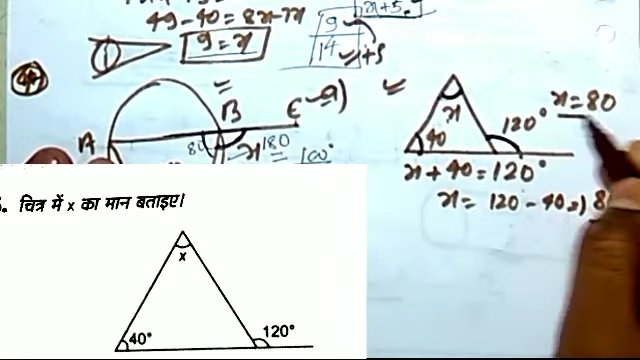 49-40=8x-7x
9=x
x+5.
9
14
+5
B
A
80
x
180
100°
a)
x
40
120°
x=80
x+40=120°
x= 120-40=) 8
चित्र में x का मान बताइए।
x
40°
120°